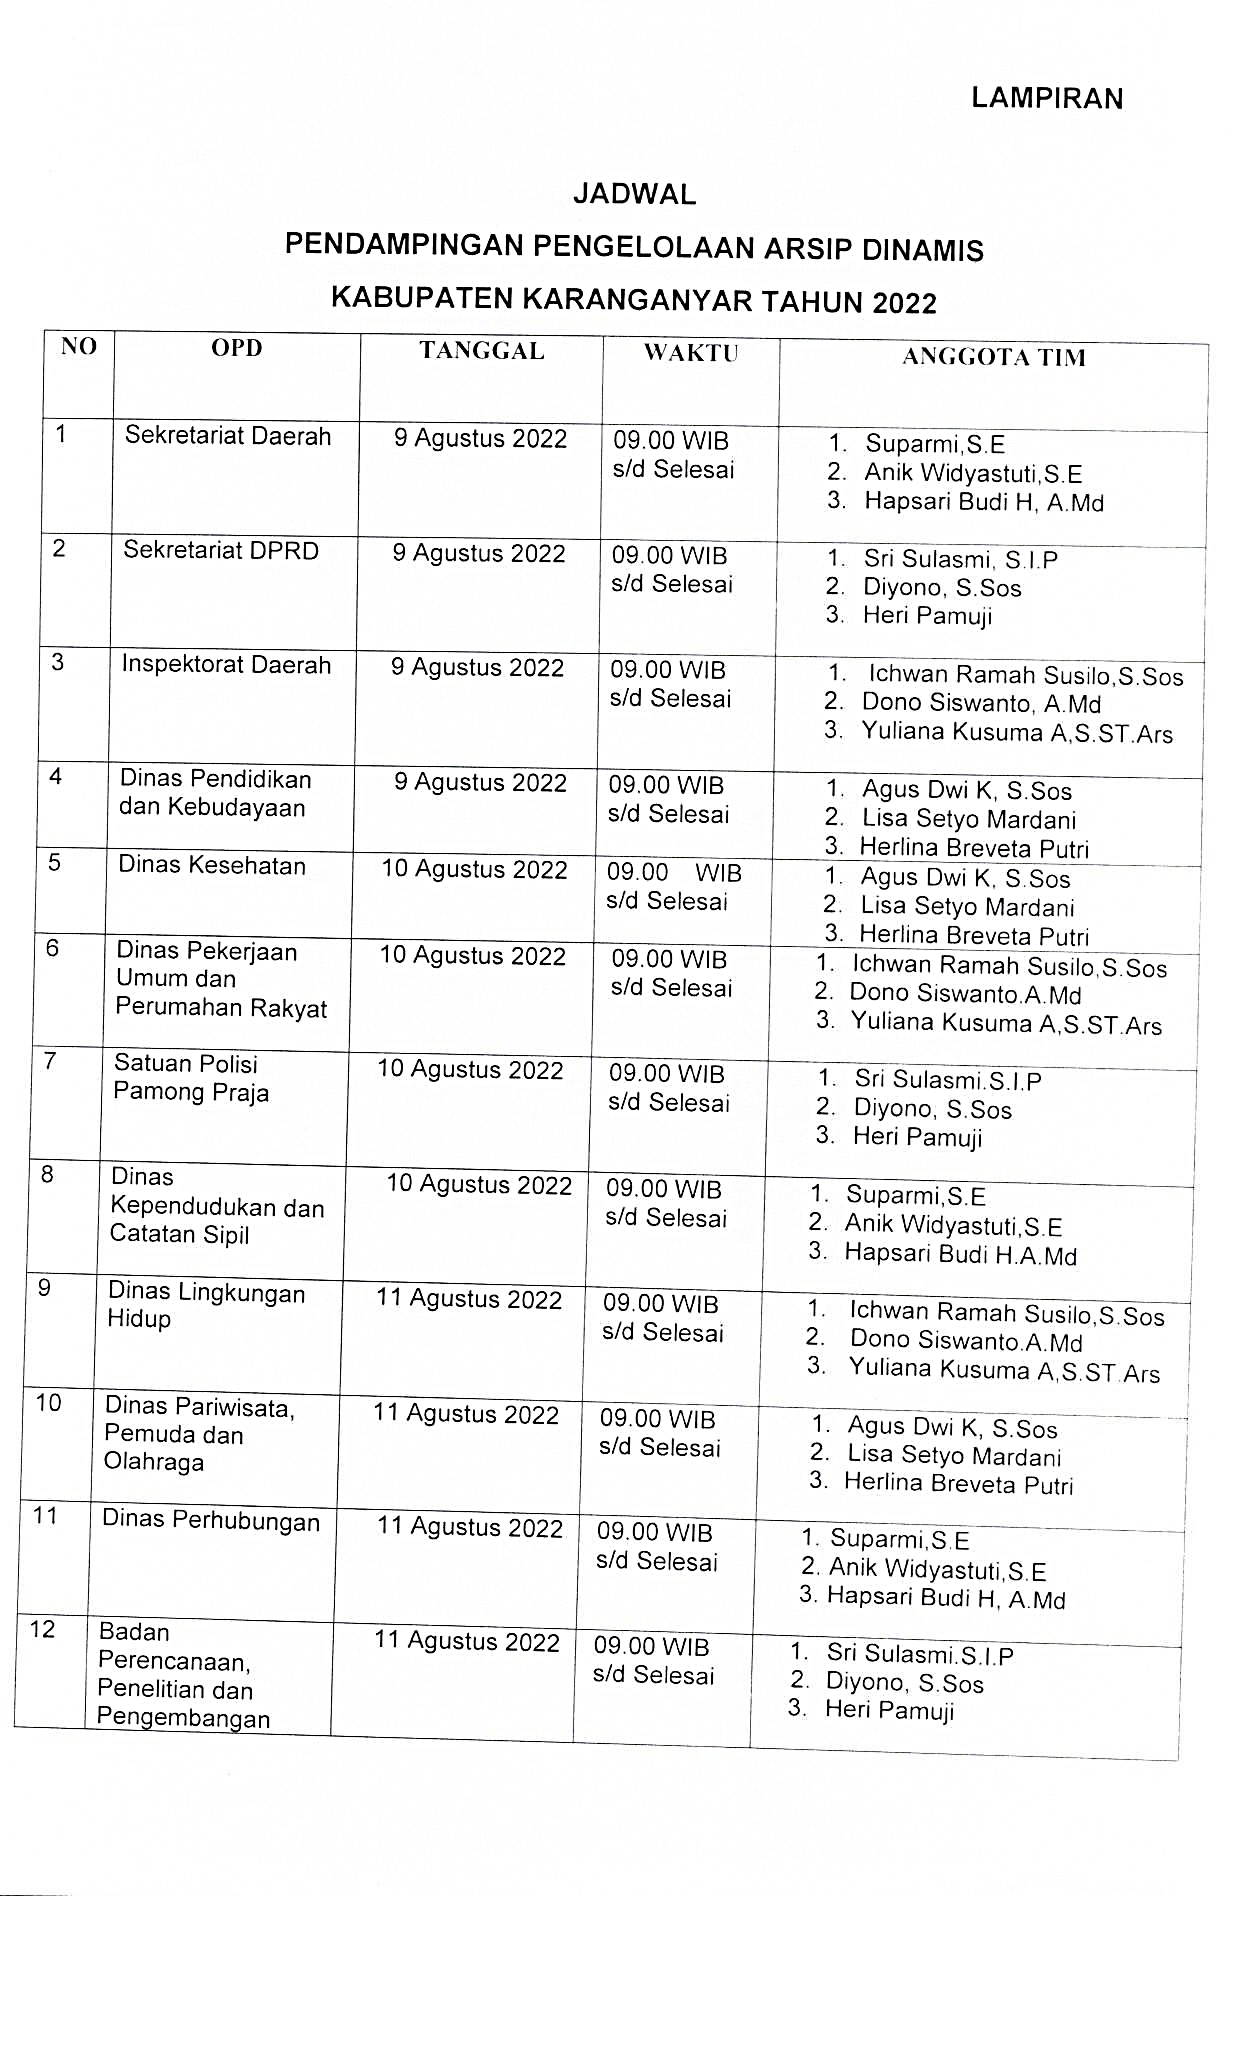 LAMPIRAN
JADWAL
PENDAMPINGAN PENGELOLAAN ARSIP DINAMIS
KABUPATEN KARANGANYAR TAHUN 2022
NO OPD TANGGAL WAKTU ANGGOTA TIM
1 Sekretariat Daerah 9 Agustus 2022 09.00 WIB 1. Suparmi,S.E
s/d Selesai 2. Anik Widyastuti,S.E
3. Hapsari Budi H, A.Md
2 Sekretariat DPRD 9 Agustus 2022 09.00 WIB 1. Sri Sulasmi, S.I.P
s/d Selesai 2. Diyono, S.Sos
3. Heri Pamuji
3 Inspektorat Daerah 9 Agustus 2022 09.00 WIB 1. Ichwan Ramah Susilo,S.Sos
s/d Selesai 2. Dono Siswanto, A.Md
3. Yuliana Kusuma A,S.ST.Ars
4 Dinas Pendidikan 9 Agustus 2022 09.00 WIB 1. Agus Dwi K, S.Sos
dan Kebudayaan s/d Selesai 2. Lisa Setyo Mardani
3. Herlina Breveta Putri
5 Dinas Kesehatan 10 Agustus 2022 09.00 WIB 1. Agus Dwi K, S.Sos
s/d Selesai 2. Lisa Setyo Mardani
3. Herlina Breveta Putri
6 Dinas Pekerjaan 10 Agustus 2022 09.00 WIB 1. Ichwan Ramah Susilo,S.Sos
Umum dan s/d Selesai 2. Dono Siswanto.A.Md
Perumahan Rakyat 3. Yuliana Kusuma A,S.ST.Ars
7 Satuan Polisi 10 Agustus 2022 09.00 WIB 1. Sri Sulasmi.S.I.P
Pamong Praja s/d Selesai 2. Diyono, S.Sos
3. Heri Pamuji
8 Dinas 10 Agustus 2022 09.00 WIB 1. Suparmi,S.E
Kependudukan dan s/d Selesai 2. Anik Widyastuti,S.E
Catatan Sipil 3. Hapsari Budi H.A.Md
9 Dinas Lingkungan 11 Agustus 2022 09.00 WIB 1. Ichwan Ramah Susilo,S.Sos
Hidup s/d Selesai 2. Dono Siswanto.A.Md
3. Yuliana Kusuma A,S.ST.Ars
10 Dinas Pariwisata, 11 Agustus 2022 09.00 WIB 1. Agus Dwi K, S.Sos
Pemuda dan s/d Selesai 2. Lisa Setyo Mardani
Olahraga 3. Herlina Breveta Putri
11 Dinas Perhubungan 11 Agustus 2022 09.00 WIB 1. Suparmi,S.E
s/d Selesai 2. Anik Widyastuti,S.E
3. Hapsari Budi H, A.Md
12 Badan 11 Agustus 2022 09.00 WIB 1. Sri Sulasmi.S.I.P
Perencanaan, s/d Selesai 2. Diyono, S.Sos
Penelitian dan 3. Heri Pamuji
Pengembangan